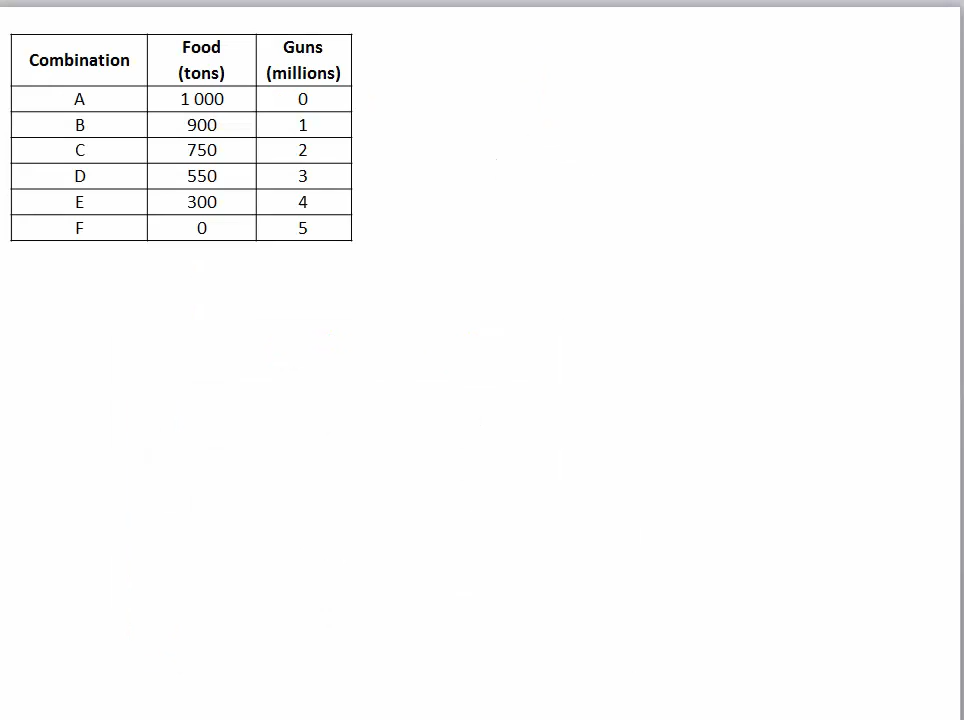 Combination Food (tons) Guns (millions)
A 1 000 0
B 900 1
C 750 2
D 550 3
E 300 4
F 0 5